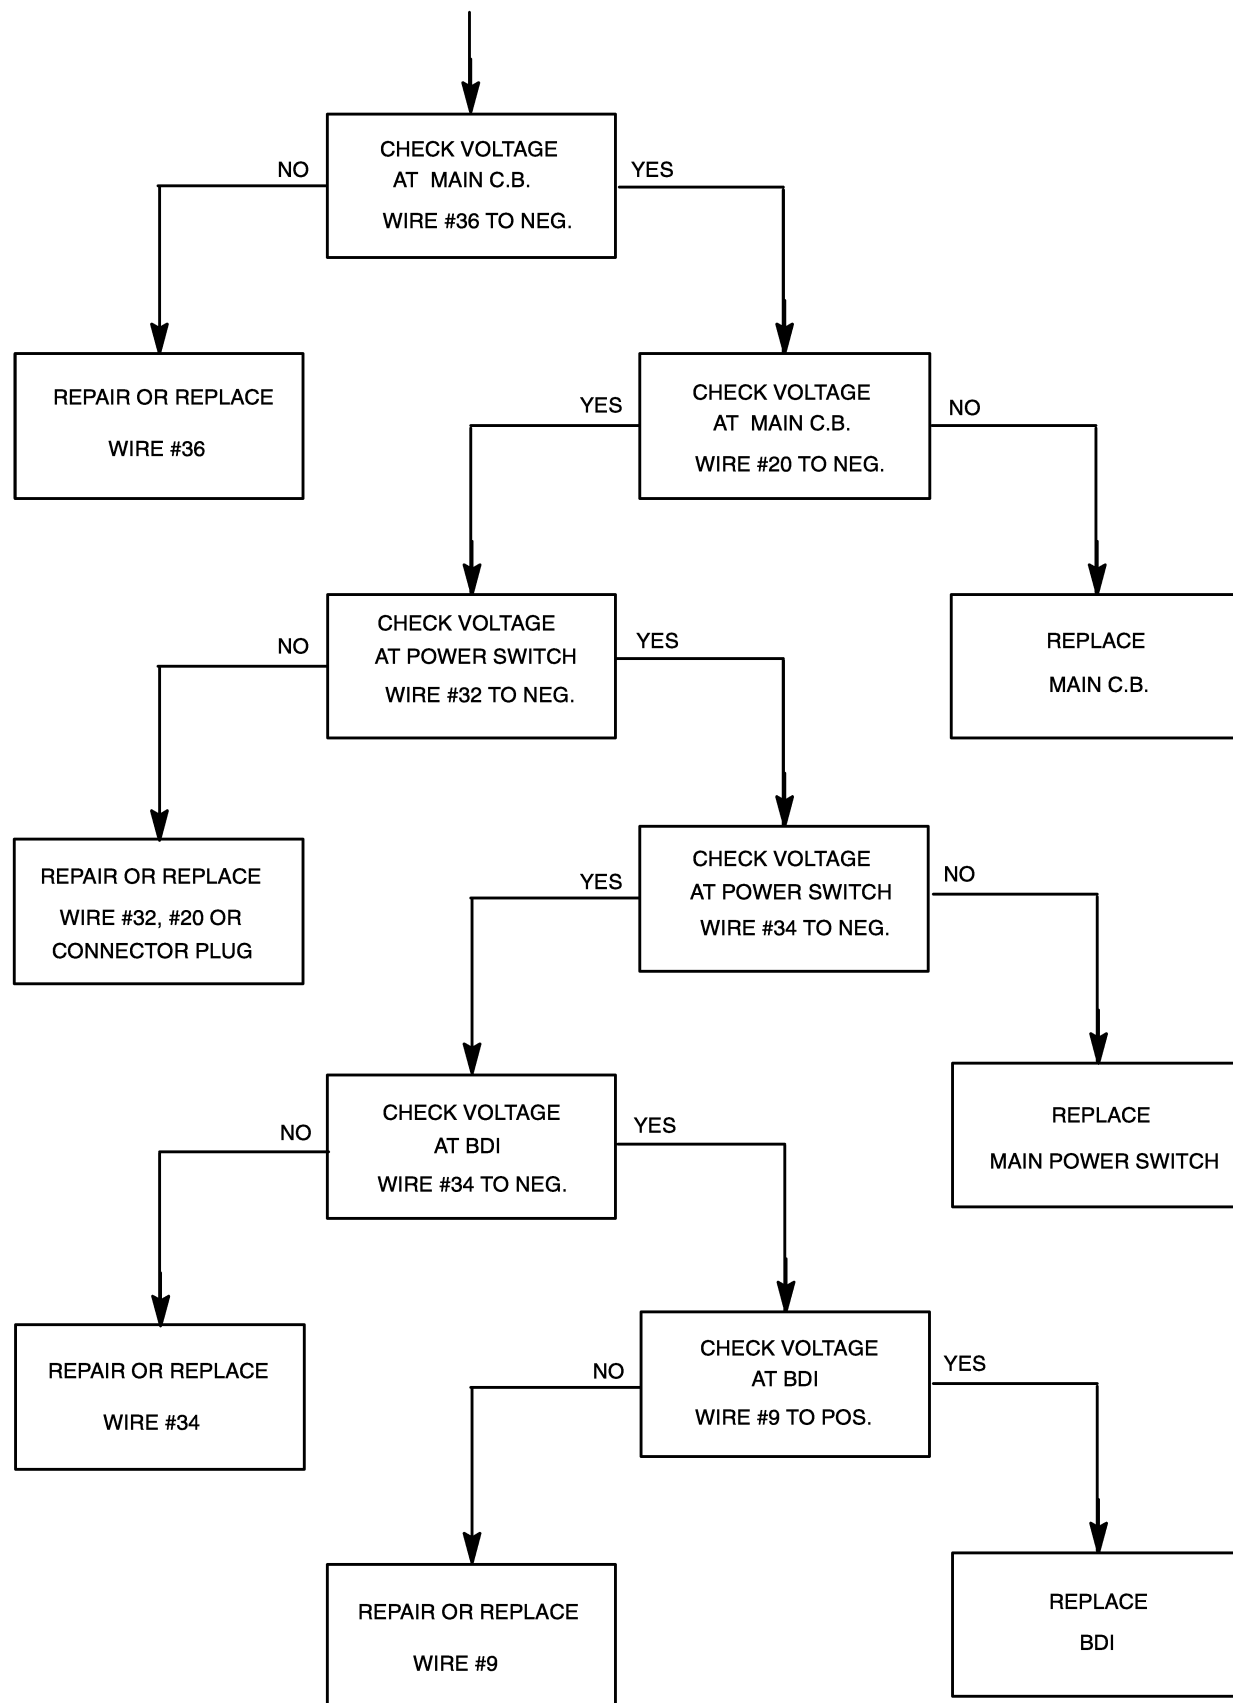 CHECK VOLTAGE
AT MAIN C.B.
WIRE #36 TO NEG.
NO
YES
REPAIR OR REPLACE
WIRE #36
CHECK VOLTAGE
AT MAIN C.B.
WIRE #20 TO NEG.
YES
NO
CHECK VOLTAGE
AT POWER SWITCH
WIRE #32 TO NEG.
NO
YES
REPLACE
MAIN C.B.
REPAIR OR REPLACE
WIRE #32, #20 OR
CONNECTOR PLUG
CHECK VOLTAGE
AT POWER SWITCH
WIRE #34 TO NEG.
YES
NO
CHECK VOLTAGE
AT BDI
WIRE #34 TO NEG.
NO
YES
REPLACE
MAIN POWER SWITCH
REPAIR OR REPLACE
WIRE #34
CHECK VOLTAGE
AT BDI
WIRE #9 TO POS.
NO
YES
REPAIR OR REPLACE
WIRE #9
REPLACE
BDI